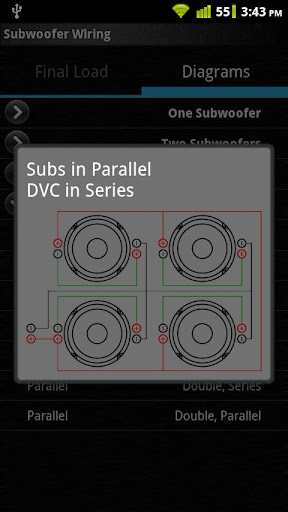 55 3:43 PM
Subwoofer Wiring
Final Load Diagrams
One Subwoofer
Two Subwoofers
Subs in Parallel
DVC in Series
Parallel Double, Series
Parallel Double, Parallel